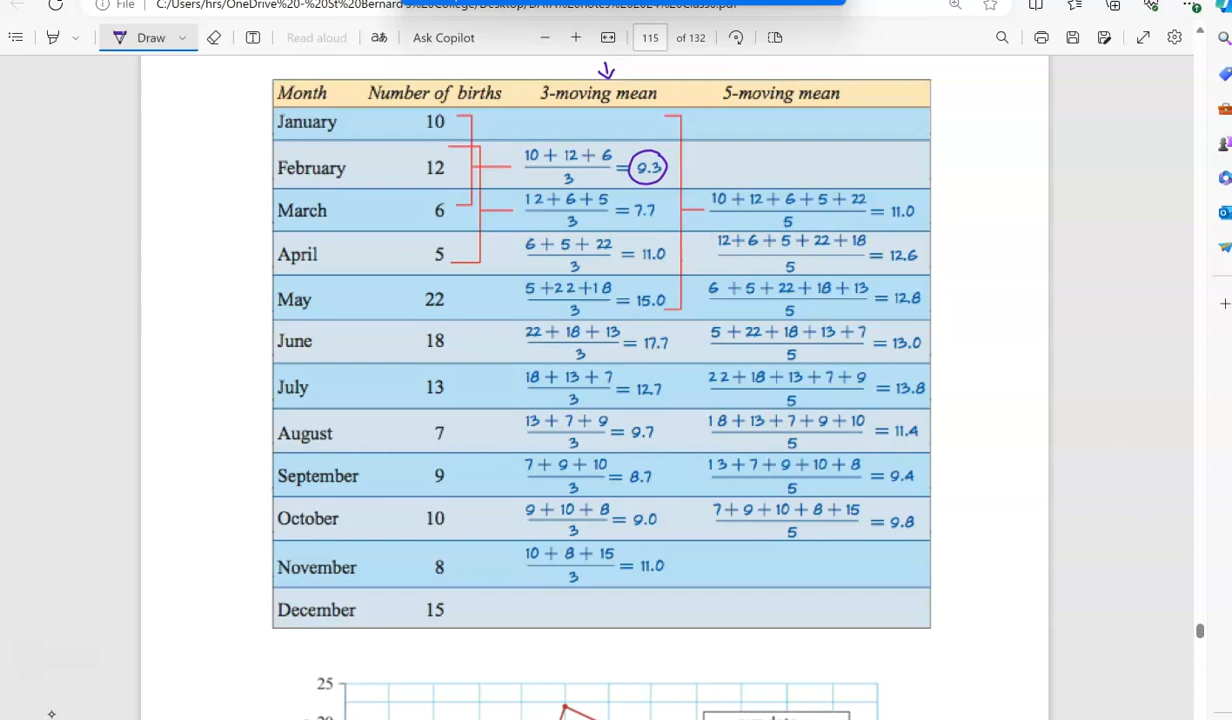 File
C:/Users/hrs/OneDrive%20-%20St%20Bernard
Draw
Read aloud
Ask Copilot
115 of 132
Month Number of births 3-moving mean 5-moving mean
January 10
February 12 10 + 12 + 6 / 3 = 9.3
March 6 12 + 6 + 5 / 3 = 7.7 10 + 12 + 6 + 5 + 22 / 5 = 11.0
April 5 6 + 5 + 22 / 3 = 11.0 12 + 6 + 5 + 22 + 18 / 5 = 12.6
May 22 5 + 22 + 18 / 3 = 15.0 6 + 5 + 22 + 18 + 13 / 5 = 12.8
June 18 22 + 18 + 13 / 3 = 17.7 5 + 22 + 18 + 13 + 7 / 5 = 13.0
July 13 18 + 13 + 7 / 3 = 12.7 22 + 18 + 13 + 7 + 9 / 5 = 13.8
August 7 13 + 7 + 9 / 3 = 9.7 18 + 13 + 7 + 9 + 10 / 5 = 11.4
September 9 7 + 9 + 10 / 3 = 8.7 13 + 7 + 9 + 10 + 8 / 5 = 9.4
October 10 9 + 10 + 8 / 3 = 9.0 7 + 9 + 10 + 8 + 15 / 5 = 9.8
November 8 10 + 8 + 15 / 3 = 11.0
December 15
25